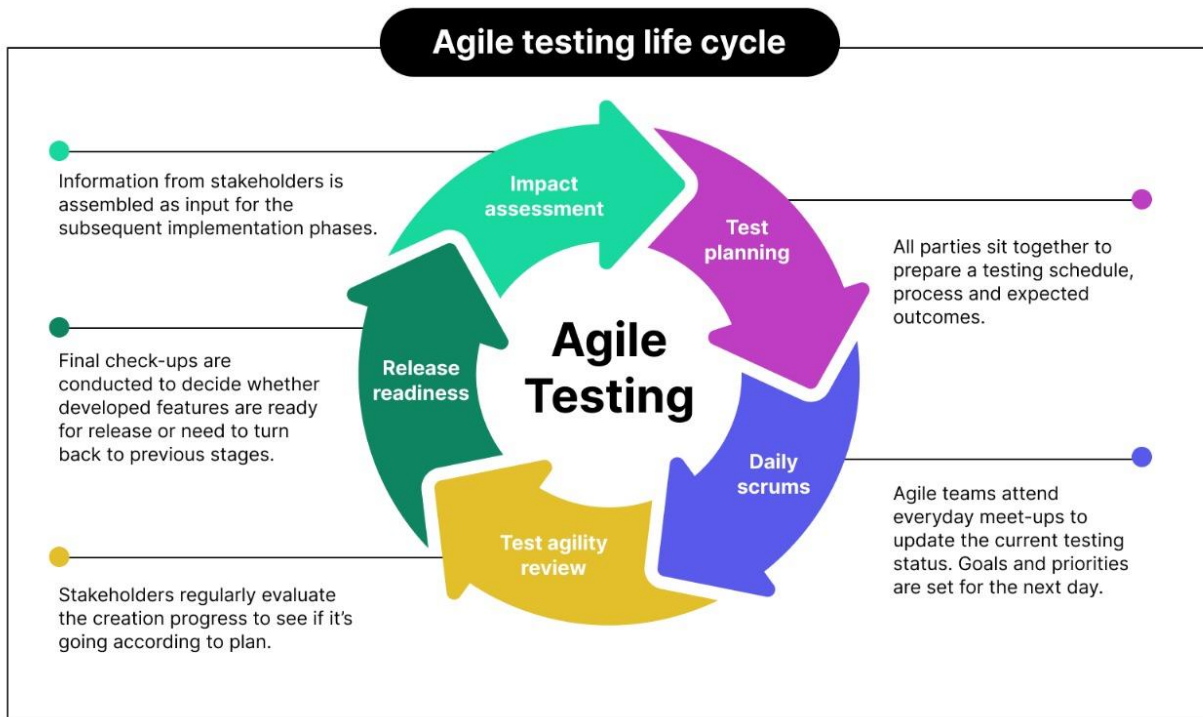 Agile testing life cycle
Impact
assessment
Information from stakeholders is
assembled as input for the
subsequent implementation phases.
Test
planning
All parties sit together to
prepare a testing schedule,
process and expected
outcomes.
Agile
Testing
Release
readiness
Final check-ups are
conducted to decide whether
developed features are ready
for release or need to turn
back to previous stages.
Daily
scrums
Agile teams attend
everyday meet-ups to
update the current testing
status. Goals and priorities
are set for the next day.
Test agility
review
Stakeholders regularly evaluate
the creation progress to see if it’s
going according to plan.